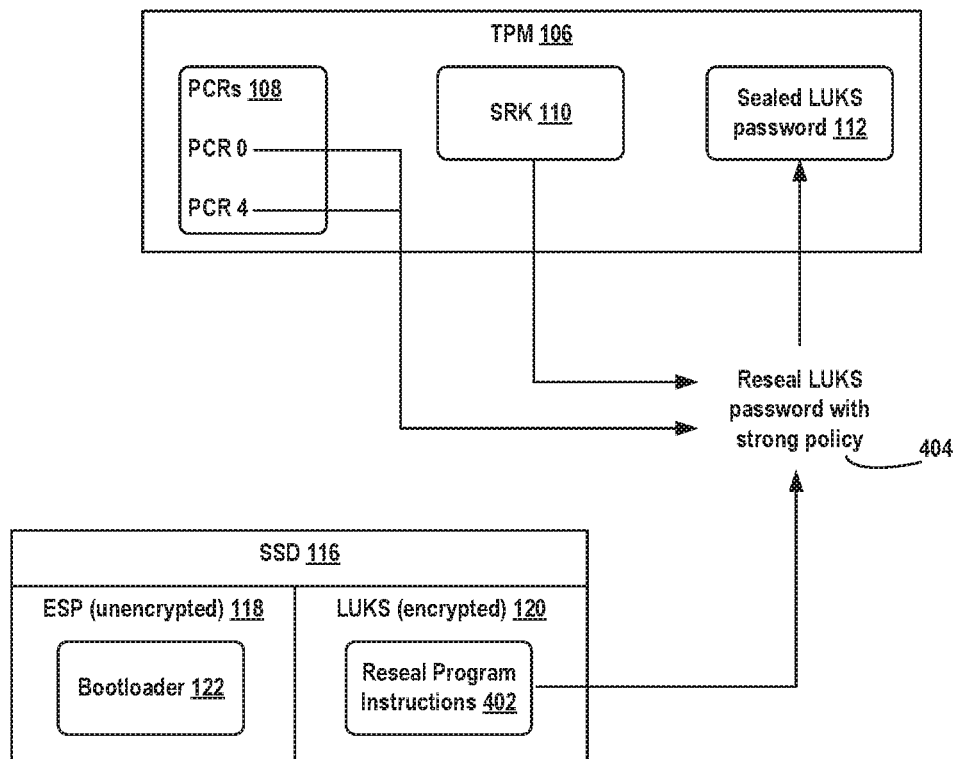 TPM 106
PCRs 108
PCR 0
PCR 4
SRK 110
Sealed LUKS
password 112
Reseal LUKS
password with
strong policy
404
SSD 116
ESP (unencrypted) 118
Bootloader 122
LUKS (encrypted) 120
Reseal Program
Instructions 402